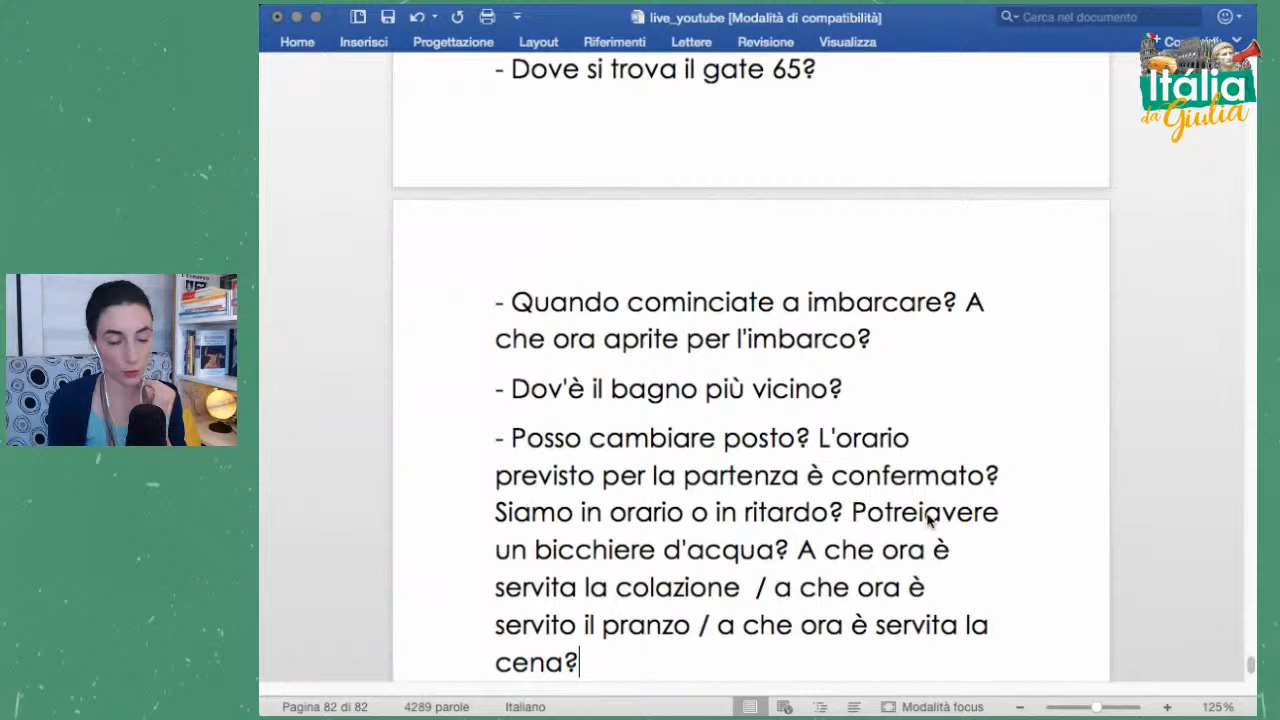 live_youtube [Modalità di compatibilità]
Cerca nel documento
Home Inserisci Progettazione Layout Riferimenti Lettere Revisione Visualizza
Itália
da Giulia
- Dove si trova il gate 65?
- Quando cominciate a imbarcare? A
che ora aprite per l'imbarco?
- Dov'è il bagno più vicino?
- Posso cambiare posto? L'orario
previsto per la partenza è confermato?
Siamo in orario o in ritardo? Potrei avere
un bicchiere d'acqua? A che ora è
servita la colazione / a che ora è
servito il pranzo / a che ora è servita la
cena?
Pagina 82 di 82 4289 parole Italiano Modalità focus 125%